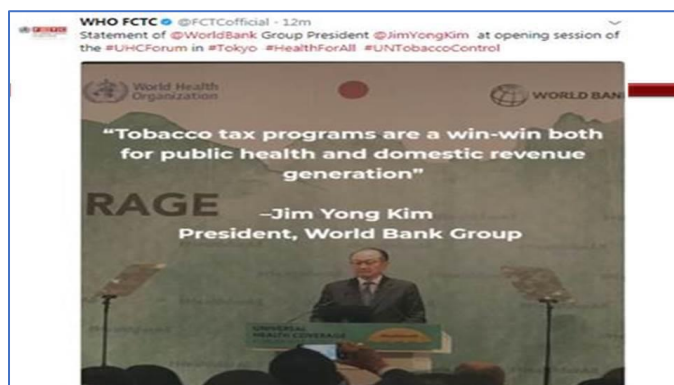 WHO FCTC @FCTCofficial · 12m
Statement of @WorldBank Group President @JimYongKim at opening session of
the #UHCForum in #Tokyo #HealthForAll #UNTobaccoControl
World Health
Organization
WORLD BAN
“Tobacco tax programs are a win-win both
for public health and domestic revenue
generation”
RAGE
–Jim Yong Kim
President, World Bank Group
UNIVERSAL
HEALTH COVERAGE